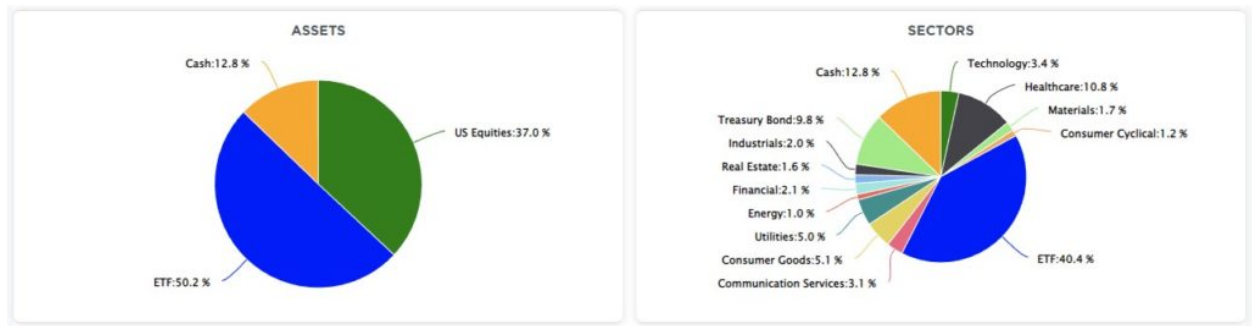 ASSETS
Cash:12.8 %
US Equities:37.0 %
ETF:50.2 %
SECTORS
Technology:3.4 %
Cash:12.8 %
Healthcare:10.8 %
Materials:1.7 %
Treasury Bond:9.8 %
Consumer Cyclical:1.2 %
Industrials:2.0 %
Real Estate:1.6 %
Financial:2.1 %
Energy:1.0 %
Utilities:5.0 %
Consumer Goods:5.1 %
ETF:40.4 %
Communication Services:3.1 %